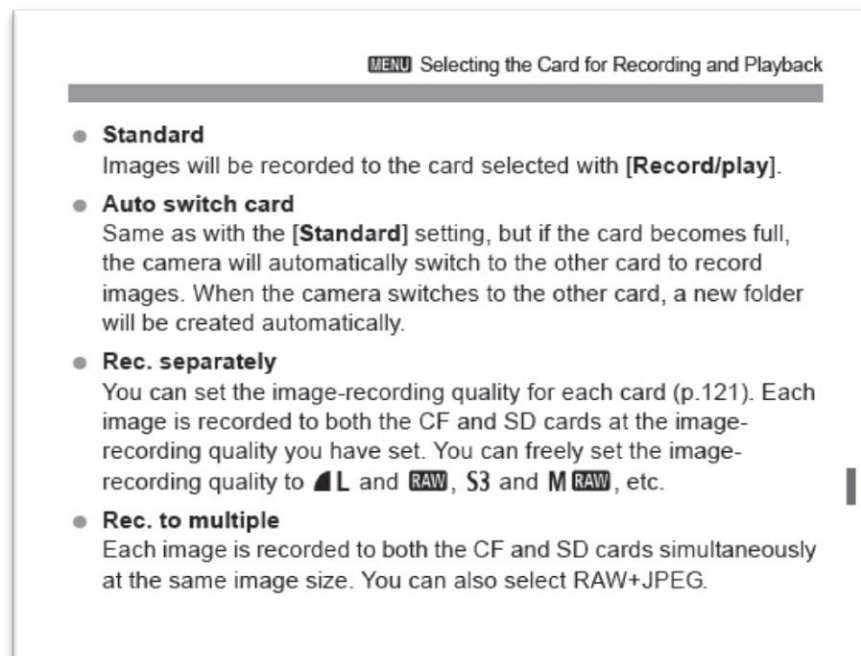 MENU Selecting the Card for Recording and Playback
Standard
Images will be recorded to the card selected with [Record/play].
Auto switch card
Same as with the [Standard] setting, but if the card becomes full,
the camera will automatically switch to the other card to record
images. When the camera switches to the other card, a new folder
will be created automatically.
Rec. separately
You can set the image-recording quality for each card (p.121). Each
image is recorded to both the CF and SD cards at the image-
recording quality you have set. You can freely set the image-
recording quality to L and RAW, S3 and M RAW, etc.
Rec. to multiple
Each image is recorded to both the CF and SD cards simultaneously
at the same image size. You can also select RAW+JPEG.